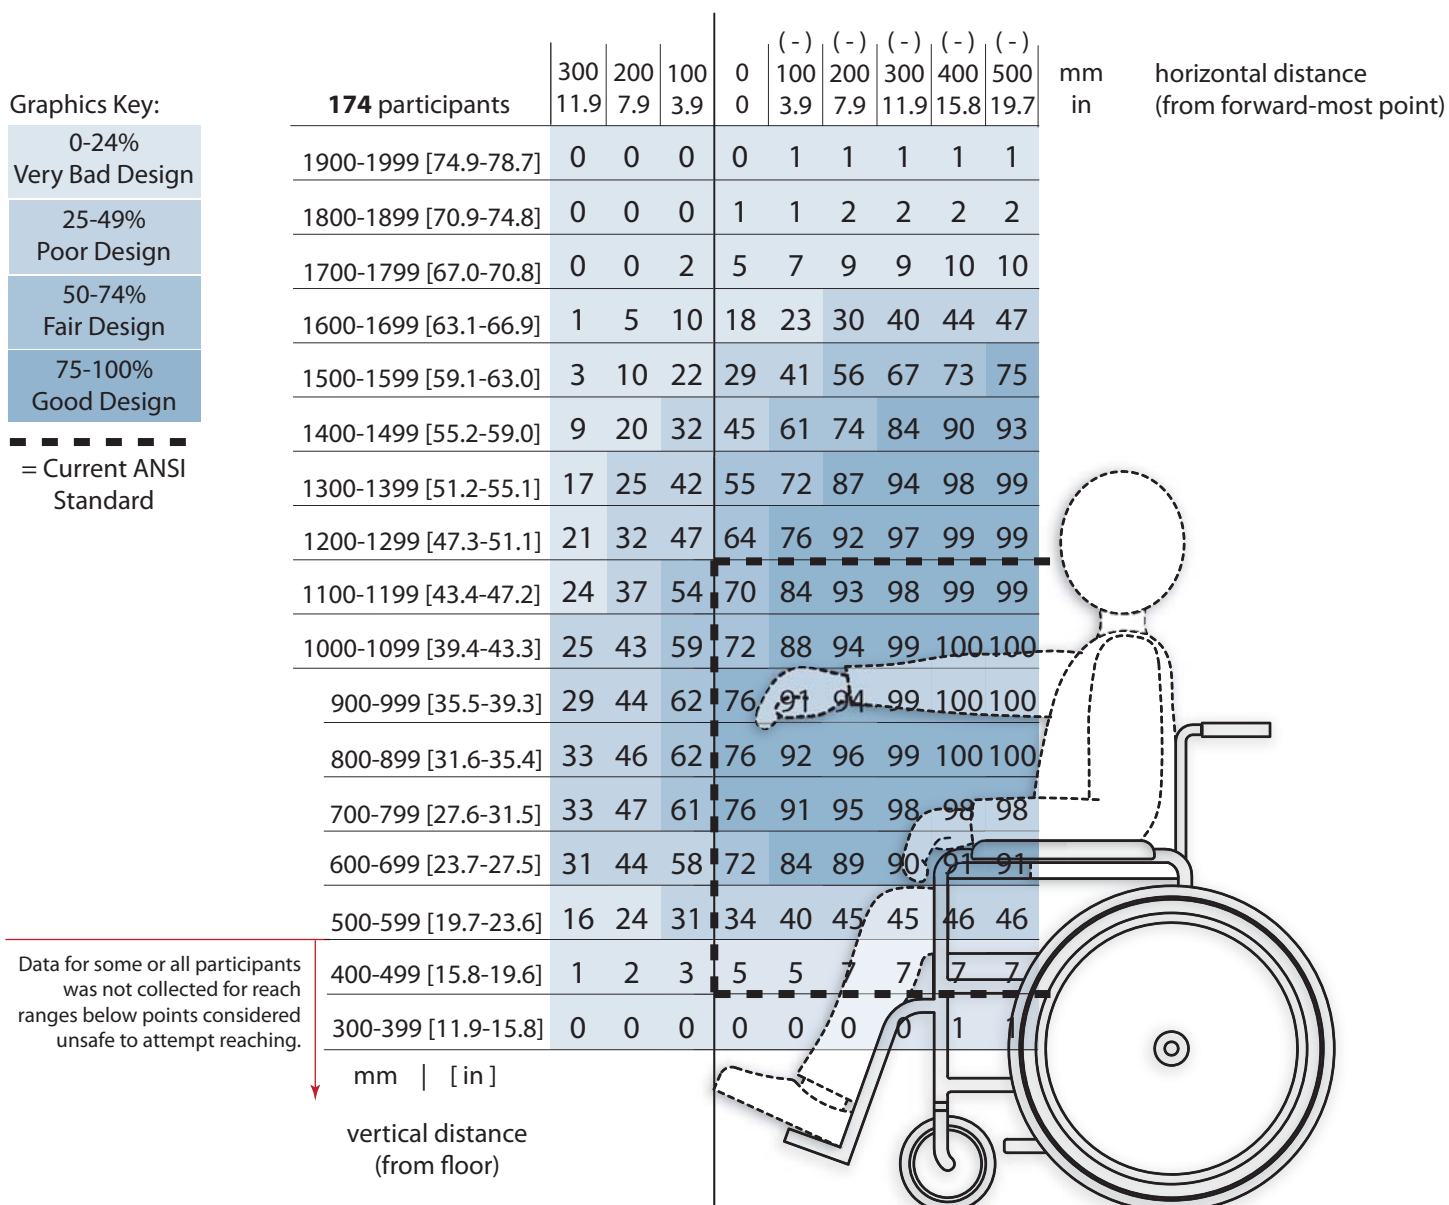 ( - ) ( - ) ( - ) ( - ) ( - )
300 200 100 0 100 200 300 400 500 mm horizontal distance
Graphics Key: 174 participants 11.9 7.9 3.9 0 3.9 7.9 11.9 15.8 19.7 in (from forward-most point)
0-24%
Very Bad Design
25-49%
Poor Design
50-74%
Fair Design
75-100%
Good Design
= Current ANSI
Standard
1900-1999 [74.9-78.7] 0 0 0 0 1 1 1 1 1
1800-1899 [70.9-74.8] 0 0 0 1 1 2 2 2 2
1700-1799 [67.0-70.8] 0 0 2 5 7 9 9 10 10
1600-1699 [63.1-66.9] 1 5 10 18 23 30 40 44 47
1500-1599 [59.1-63.0] 3 10 22 29 41 56 67 73 75
1400-1499 [55.2-59.0] 9 20 32 45 61 74 84 90 93
1300-1399 [51.2-55.1] 17 25 42 55 72 87 94 98 99
1200-1299 [47.3-51.1] 21 32 47 64 76 92 97 99 99
1100-1199 [43.4-47.2] 24 37 54 70 84 93 98 99 99
1000-1099 [39.4-43.3] 25 43 59 72 88 94 99 100 100
900-999 [35.5-39.3] 29 44 62 76 91 94 99 100 100
800-899 [31.6-35.4] 33 46 62 76 92 96 99 100 100
700-799 [27.6-31.5] 33 47 61 76 91 95 98 98 98
600-699 [23.7-27.5] 31 44 58 72 84 89 90 91 91
500-599 [19.7-23.6] 16 24 31 34 40 45 45 46 46
400-499 [15.8-19.6] 1 2 3 5 5 7 7 7 7
300-399 [11.9-15.8] 0 0 0 0 0 0 0 1 1
Data for some or all participants
was not collected for reach
ranges below points considered
unsafe to attempt reaching.
mm | [ in ]
vertical distance
(from floor)